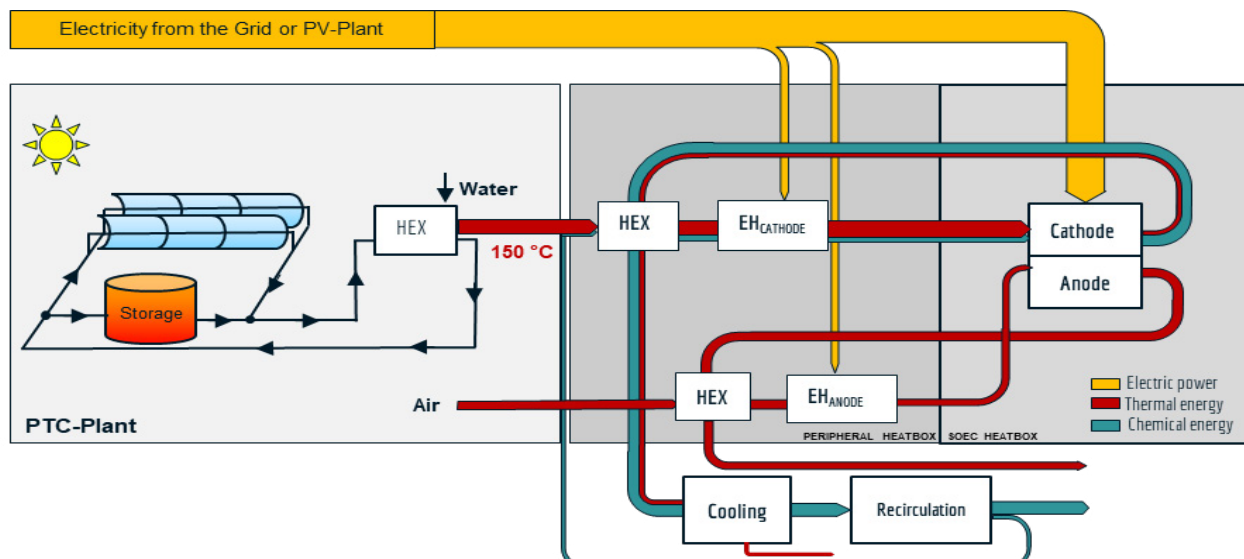 Electricity from the Grid or PV-Plant
Water
HEX
150 °C
HEX
EHCATHODE
Cathode
Anode
Storage
Air
HEX
EHANODE
Electric power
Thermal energy
Chemical energy
PTC-Plant
PERIPHERAL HEATBOX
SOEC HEATBOX
Cooling
Recirculation